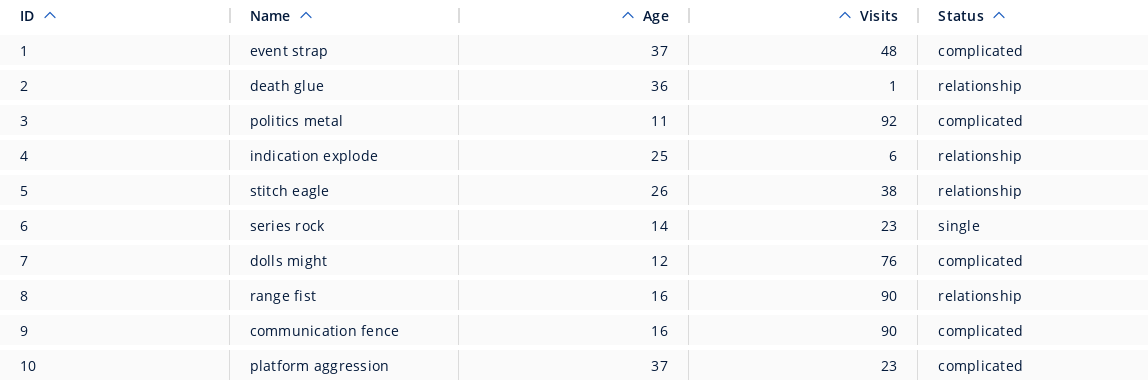 ID Name Age Visits Status
1 event strap 37 48 complicated
2 death glue 36 1 relationship
3 politics metal 11 92 complicated
4 indication explode 25 6 relationship
5 stitch eagle 26 38 relationship
6 series rock 14 23 single
7 dolls might 12 76 complicated
8 range fist 16 90 relationship
9 communication fence 16 90 complicated
10 platform aggression 37 23 complicated